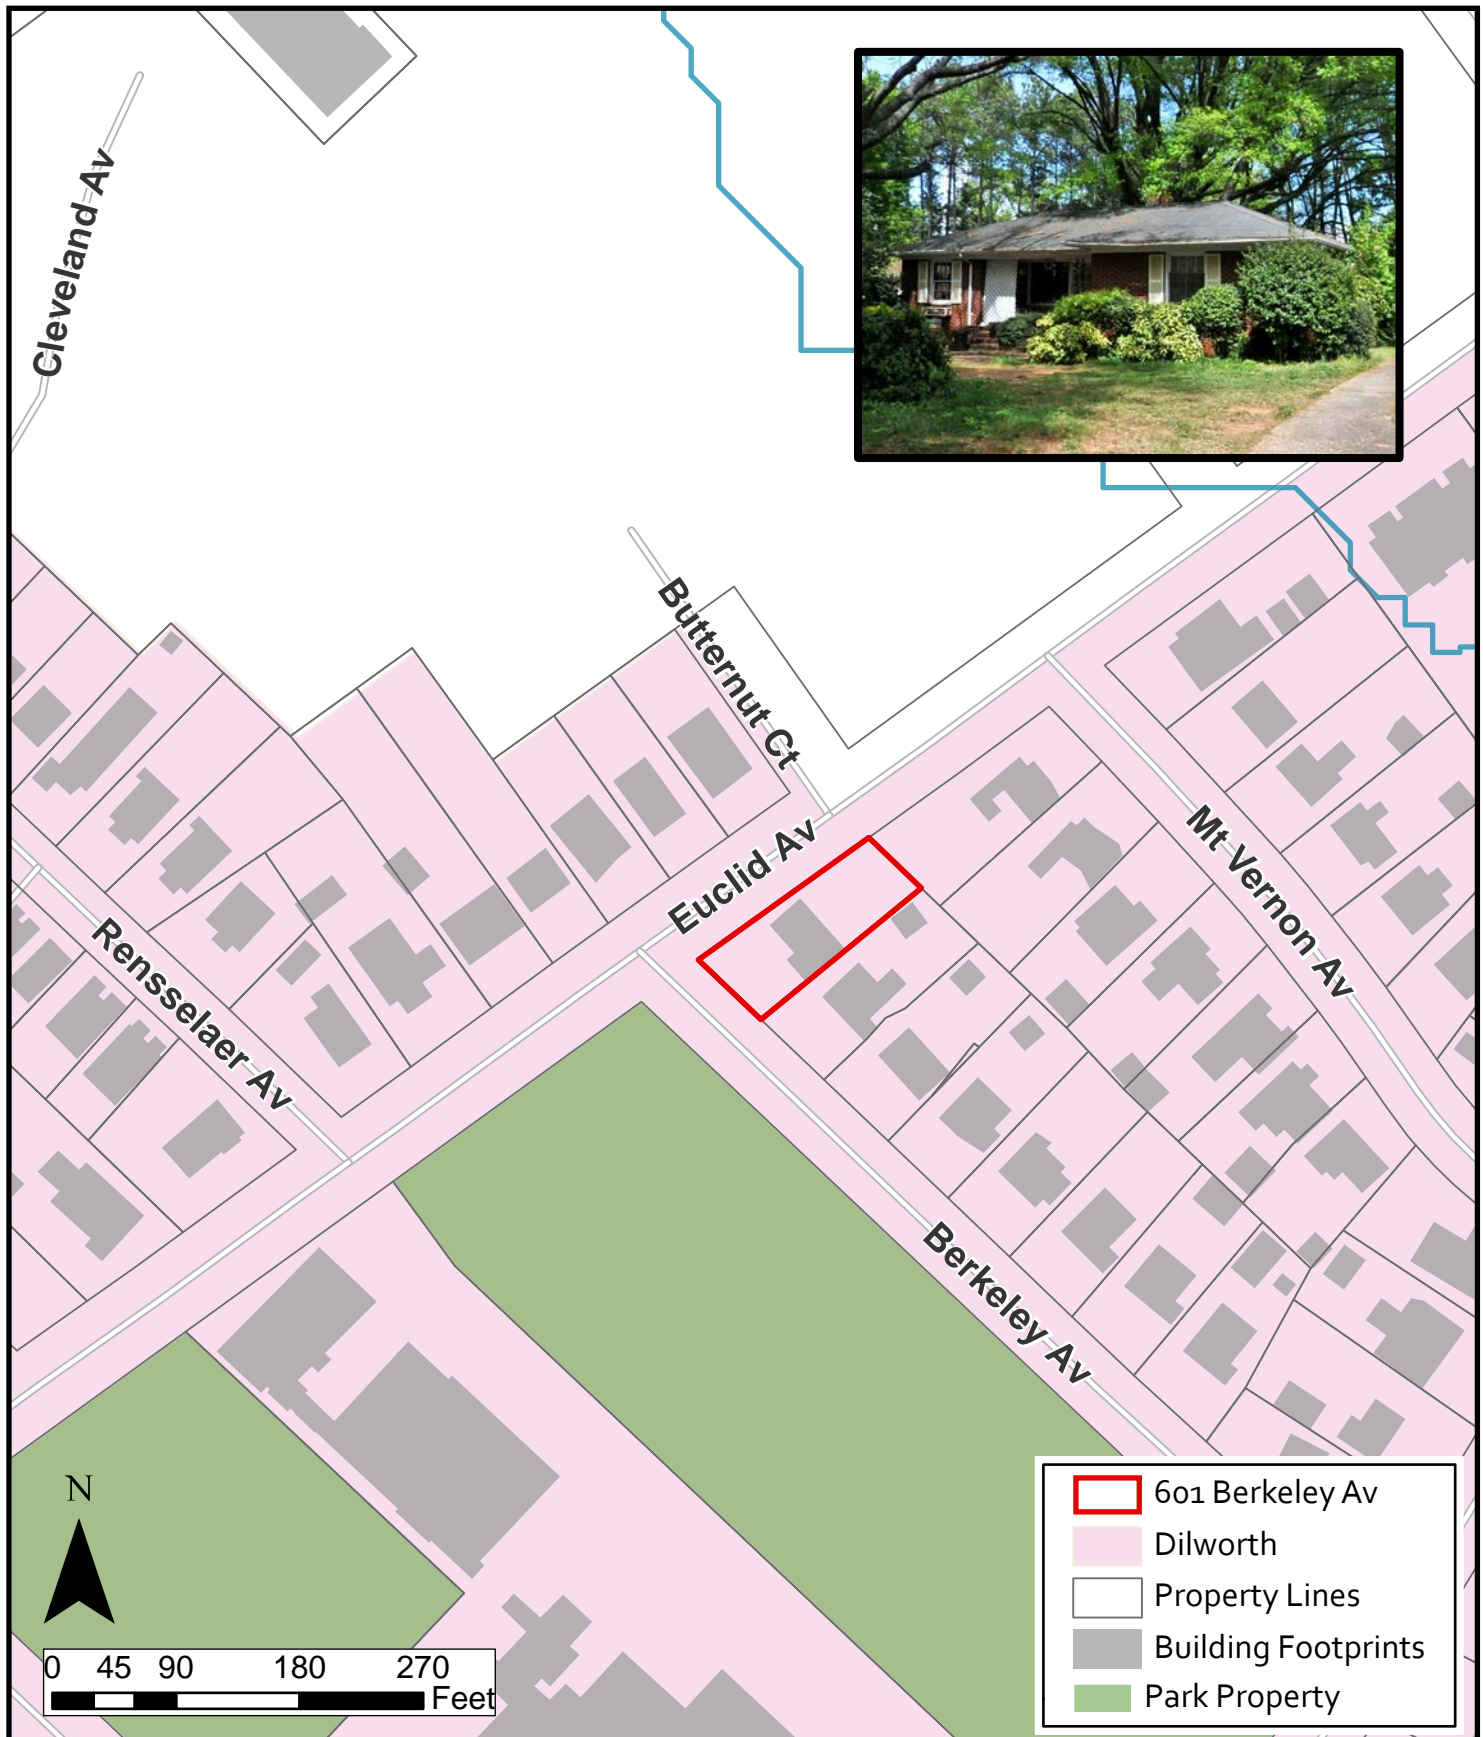 Cleveland Av
Butternut Ct
Euclid Av
Mt Vernon Av
Rensselaer Av
Berkeley Av
N
0 45 90 180 270
Feet
601 Berkeley Av
Dilworth
Property Lines
Building Footprints
Park Property